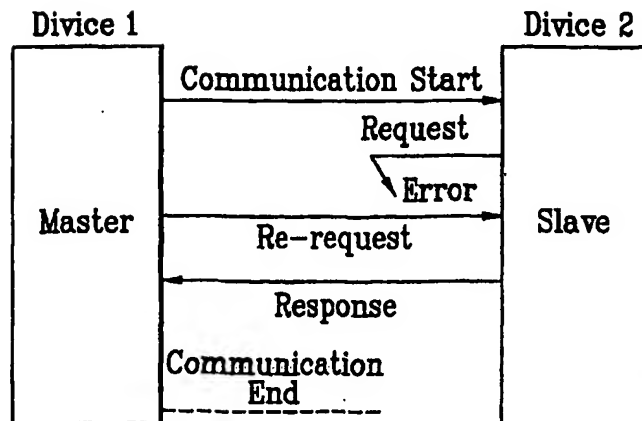 Divice 1
Divice 2
Communication Start
Request
Error
Master
Slave
Re-request
Response
Communication
End